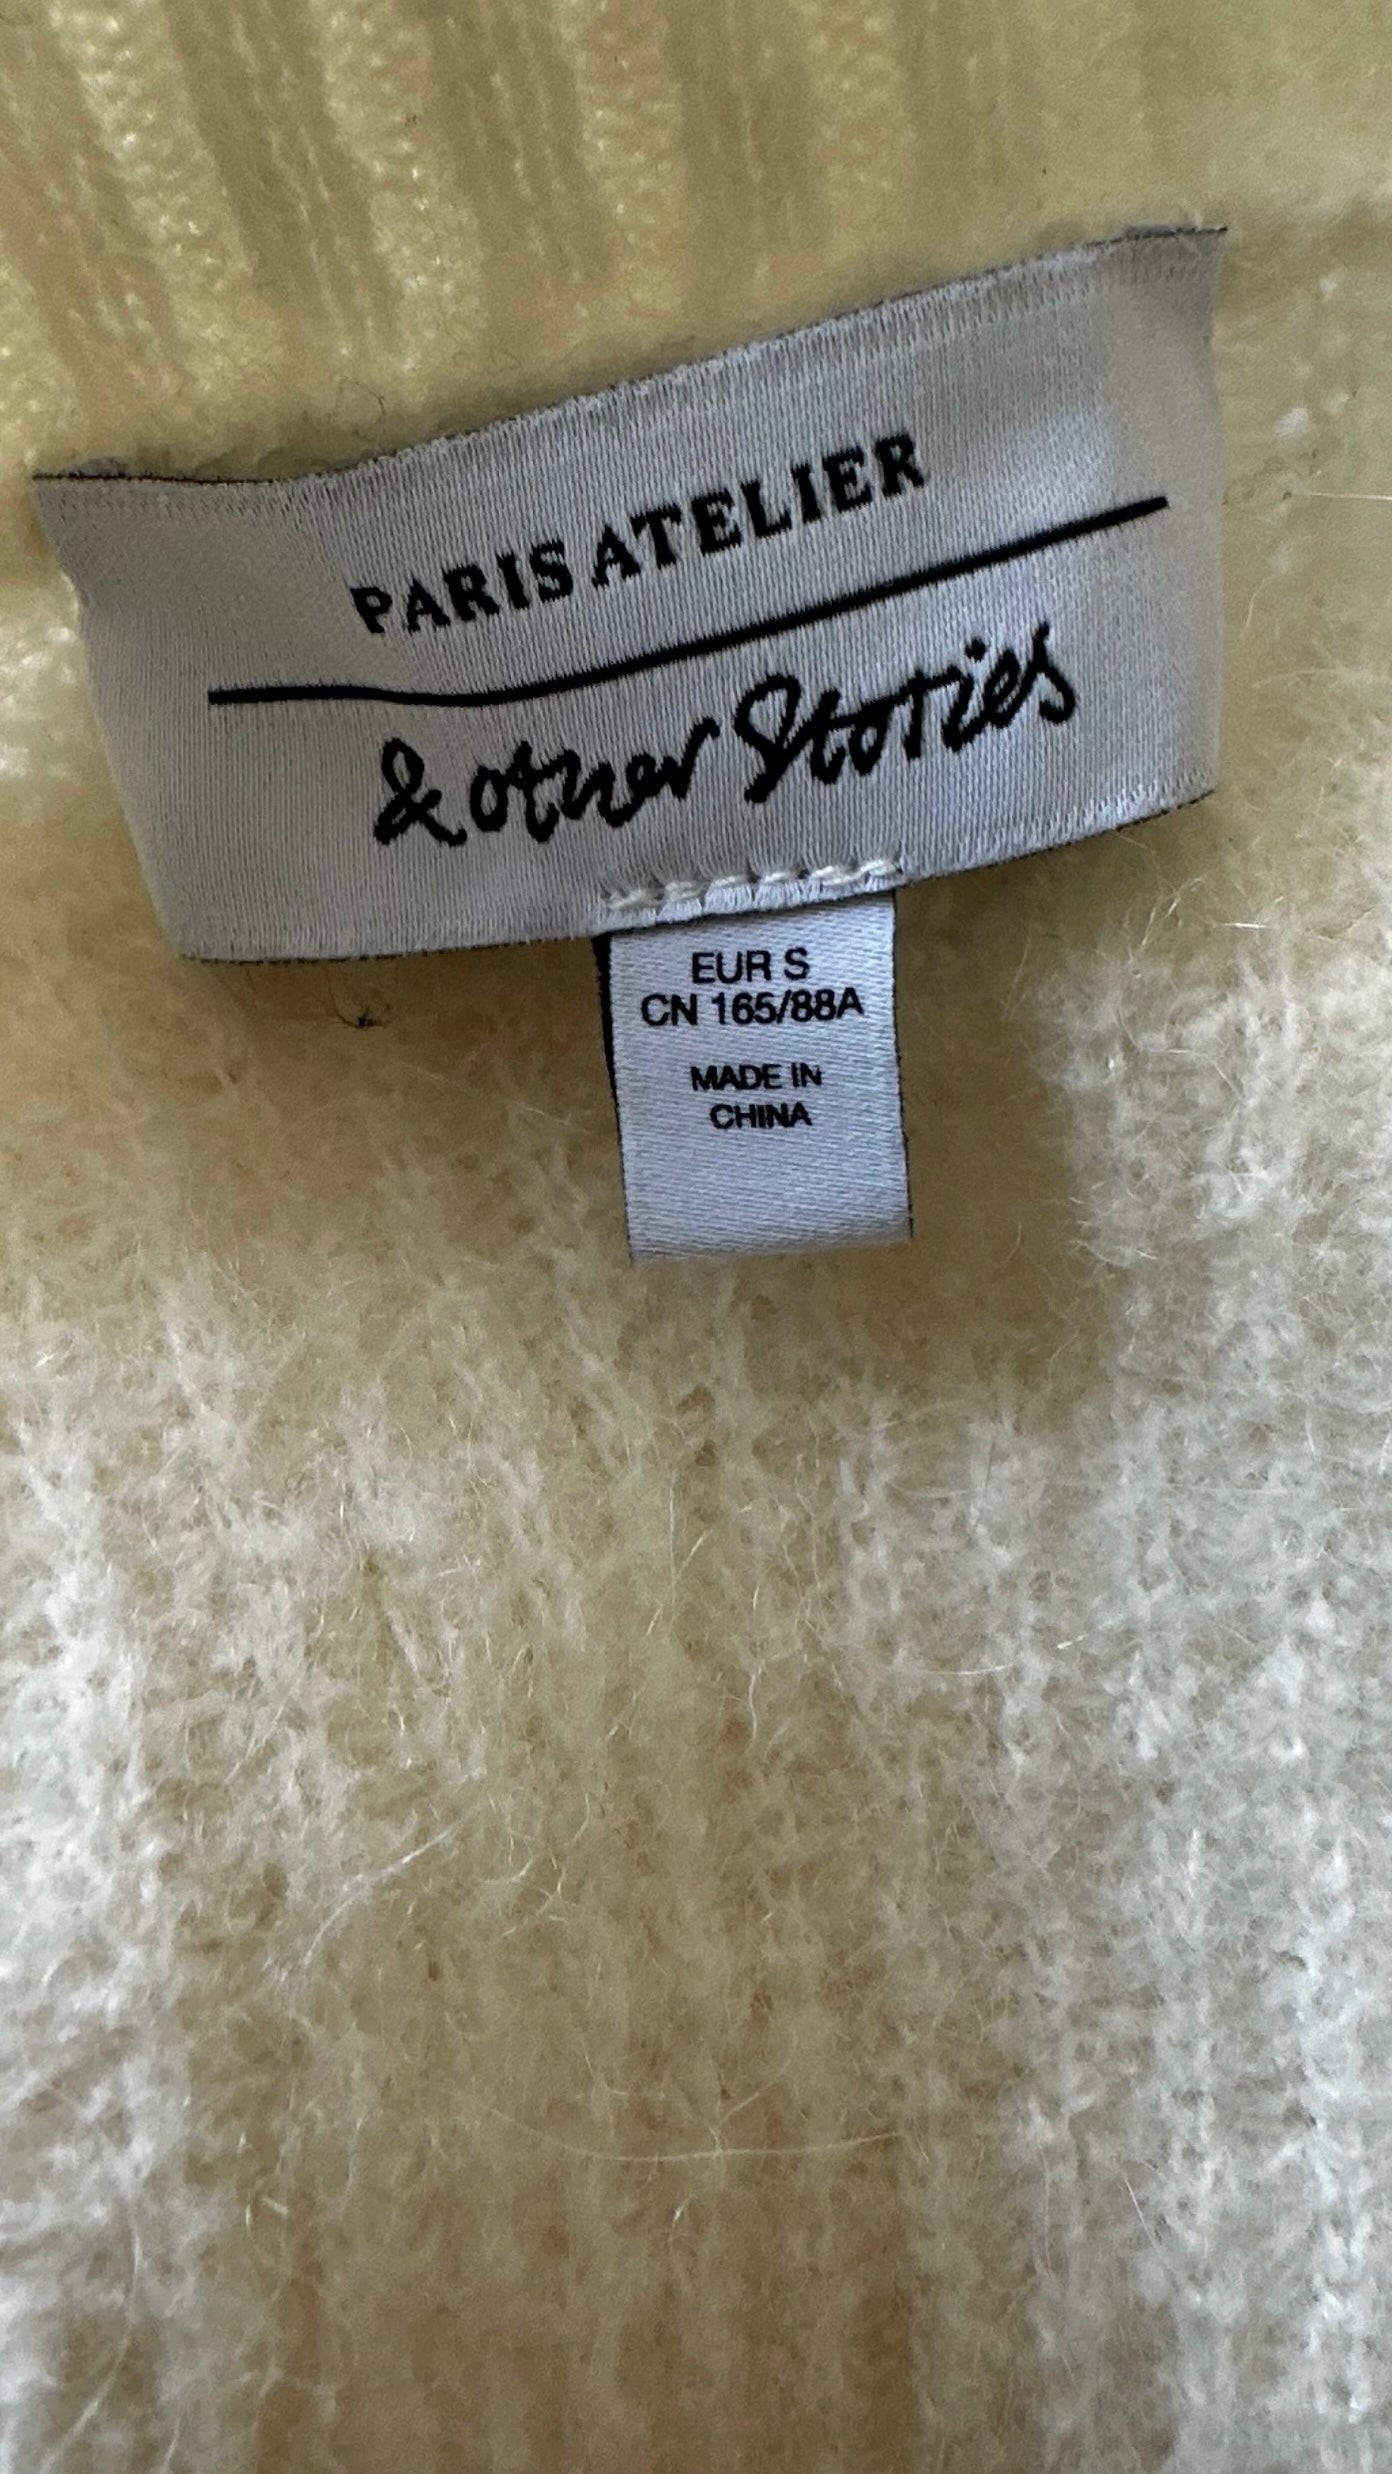 PARIS ATELIER
& other Stories
EUR S
CN 165/88A
MADE IN
CHINA